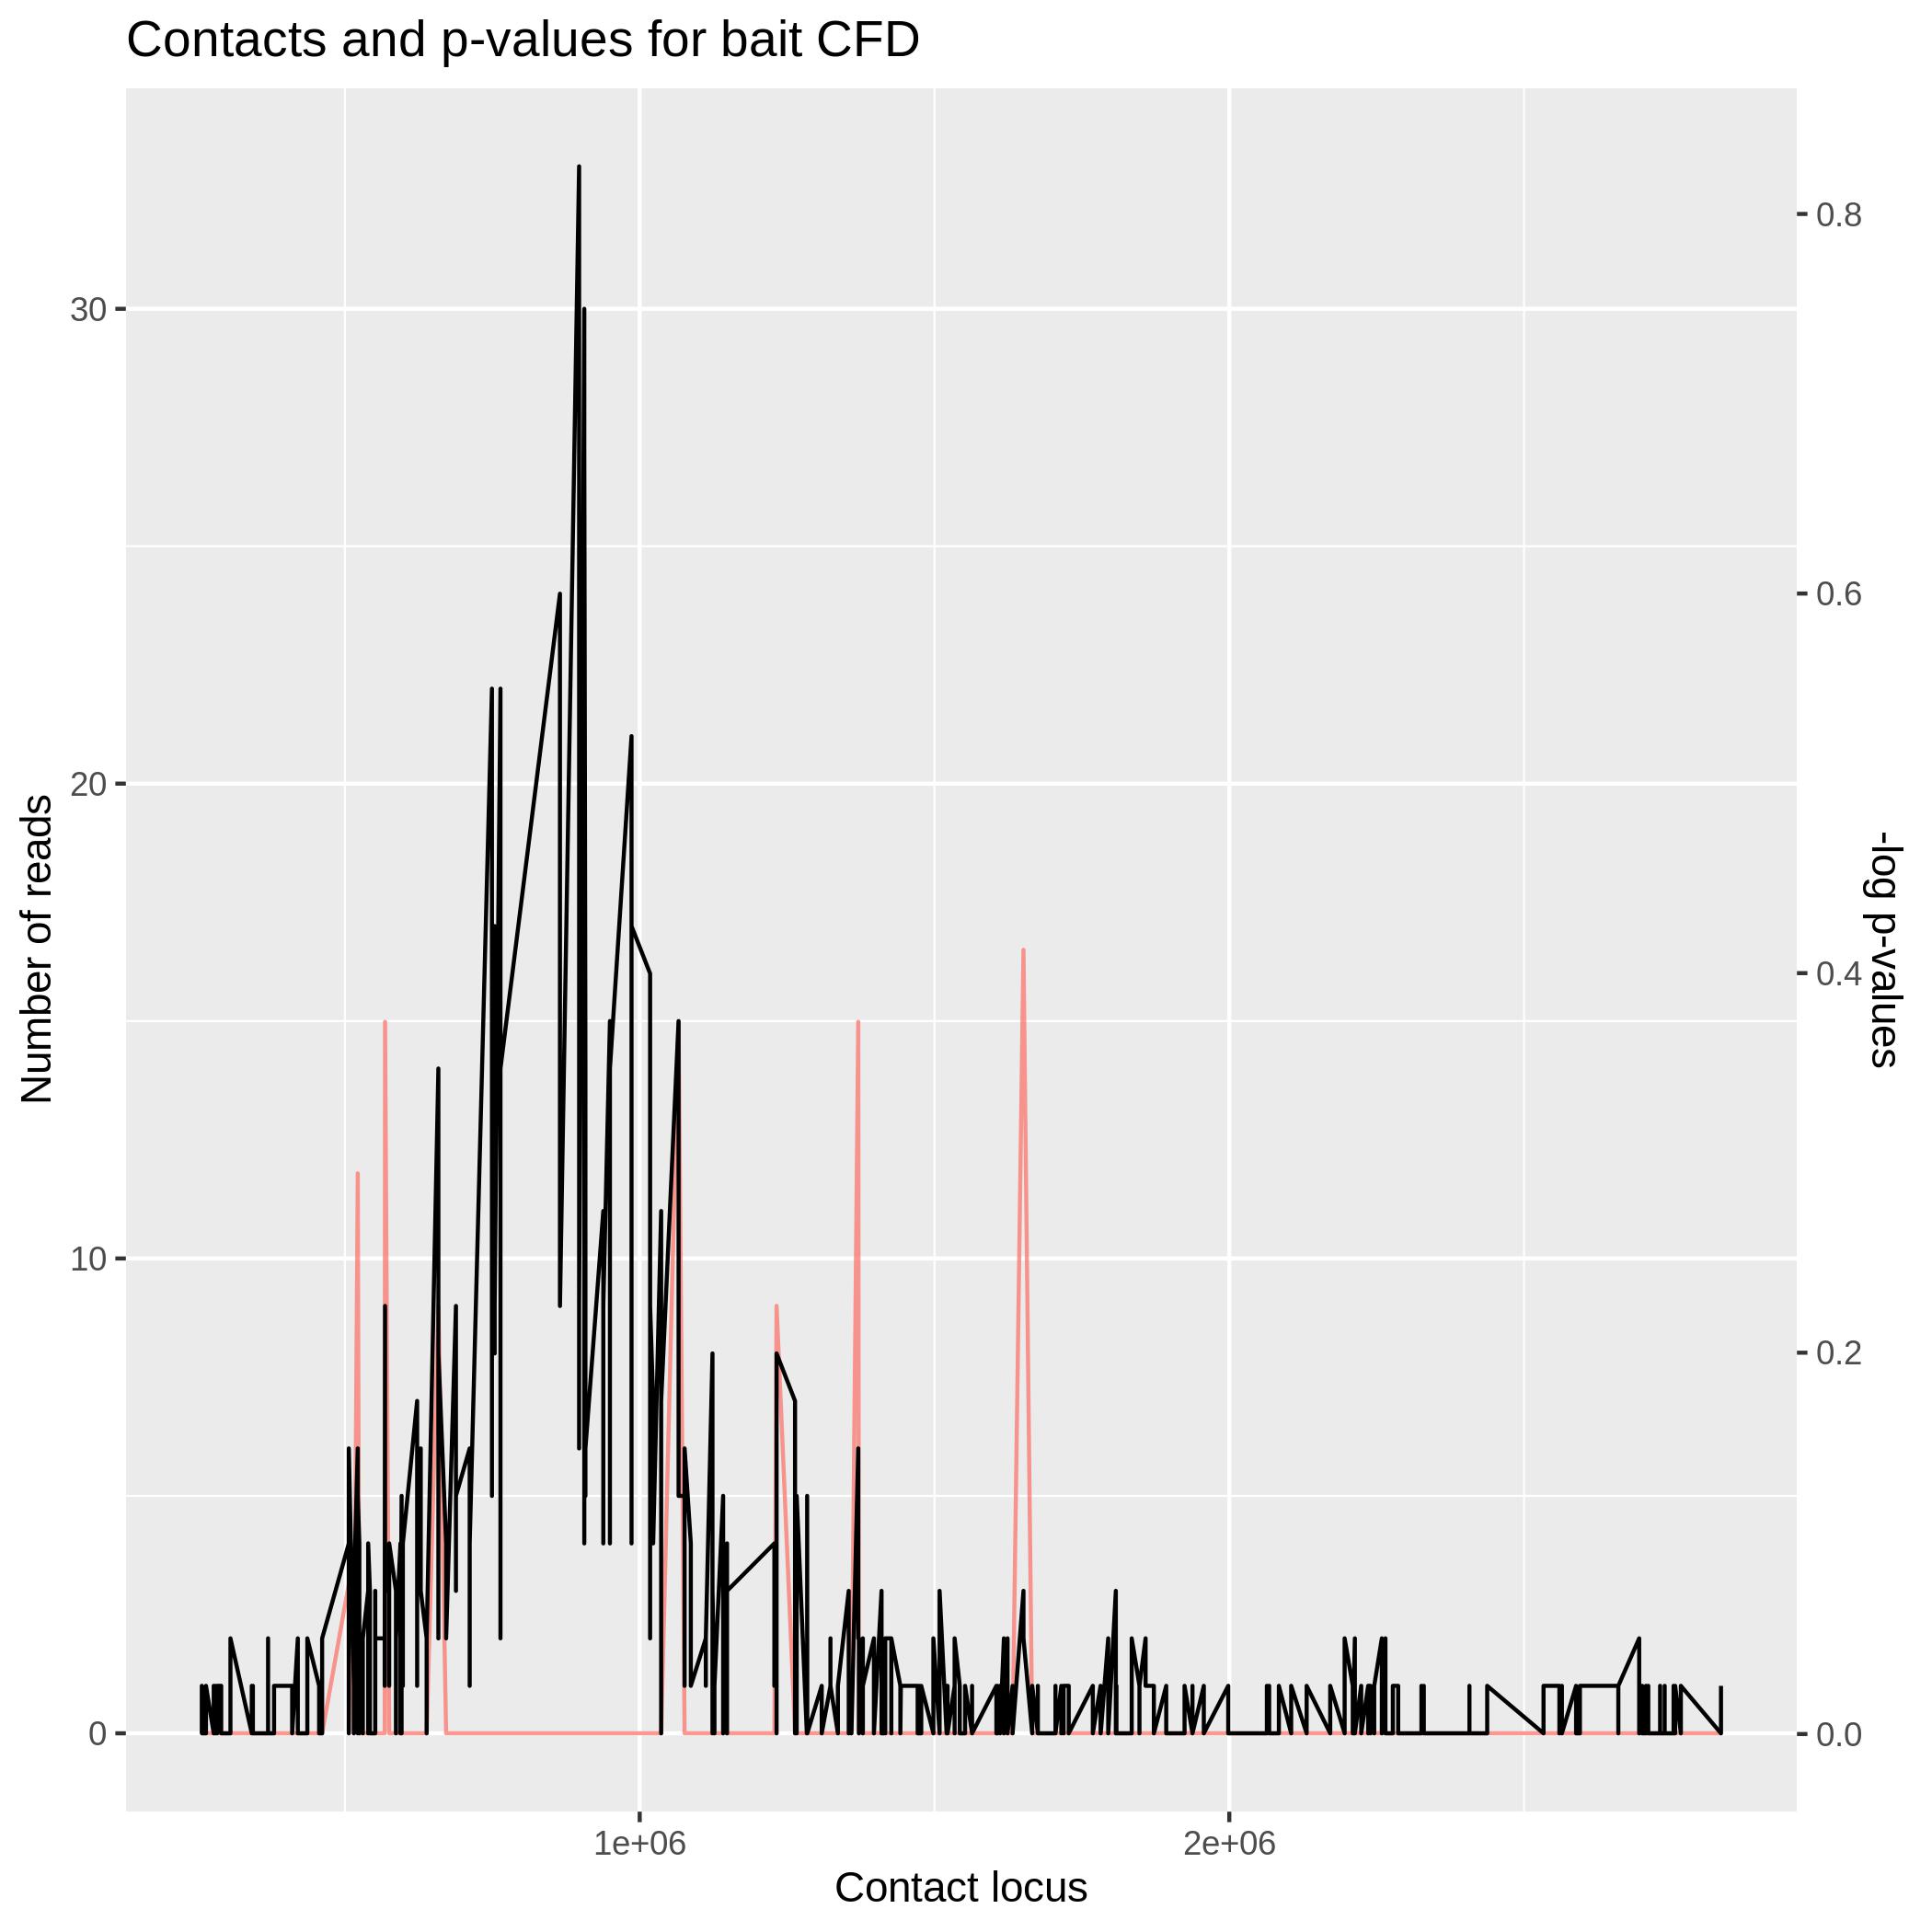 Contacts and p-values for bait CFD
30
20
10
0
Number of reads
0.8
0.6
0.4
0.2
0.0
-log p-values
1e+06
2e+06
Contact locus